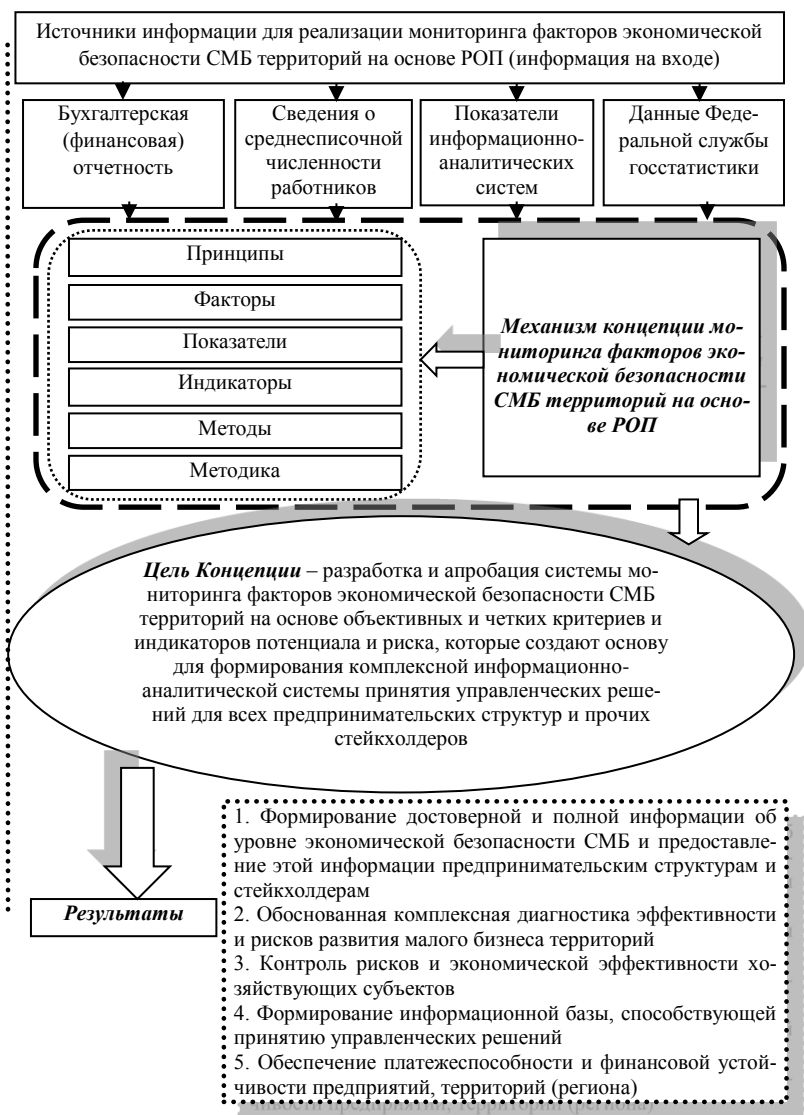 Источники информации для реализации мониторинга факторов экономической
безопасности СМБ территорий на основе РОП (информация на входе)
Бухгалтерская
(финансовая)
отчетность
Сведения о
среднесписочной
численности
работников
Показатели
информационно-
аналитических
систем
Данные Феде-
ральной службы
госстатистики
Принципы
Факторы
Показатели
Индикаторы
Методы
Методика
Механизм концепции мо-
ниторинга факторов эко-
номической безопасности
СМБ территорий на осно-
ве РОП
Цель Концепции – разработка и апробация системы мо-
ниторинга факторов экономической безопасности СМБ
территорий на основе объективных и четких критериев и
индикаторов потенциала и риска, которые создают основу
для формирования комплексной информационно-
аналитической системы принятия управленческих реше-
ний для всех предпринимательских структур и прочих
стейкхолдеров
Результаты
1. Формирование достоверной и полной информации об
уровне экономической безопасности СМБ и предоставле-
ние этой информации предпринимательским структурам и
стейкхолдерам
2. Обоснованная комплексная диагностика эффективности
и рисков развития малого бизнеса территорий
3. Контроль рисков и экономической эффективности хо-
зяйствующих субъектов
4. Формирование информационной базы, способствующей
принятию управленческих решений
5. Обеспечение платежеспособности и финансовой устой-
чивости предприятий, территорий (региона)